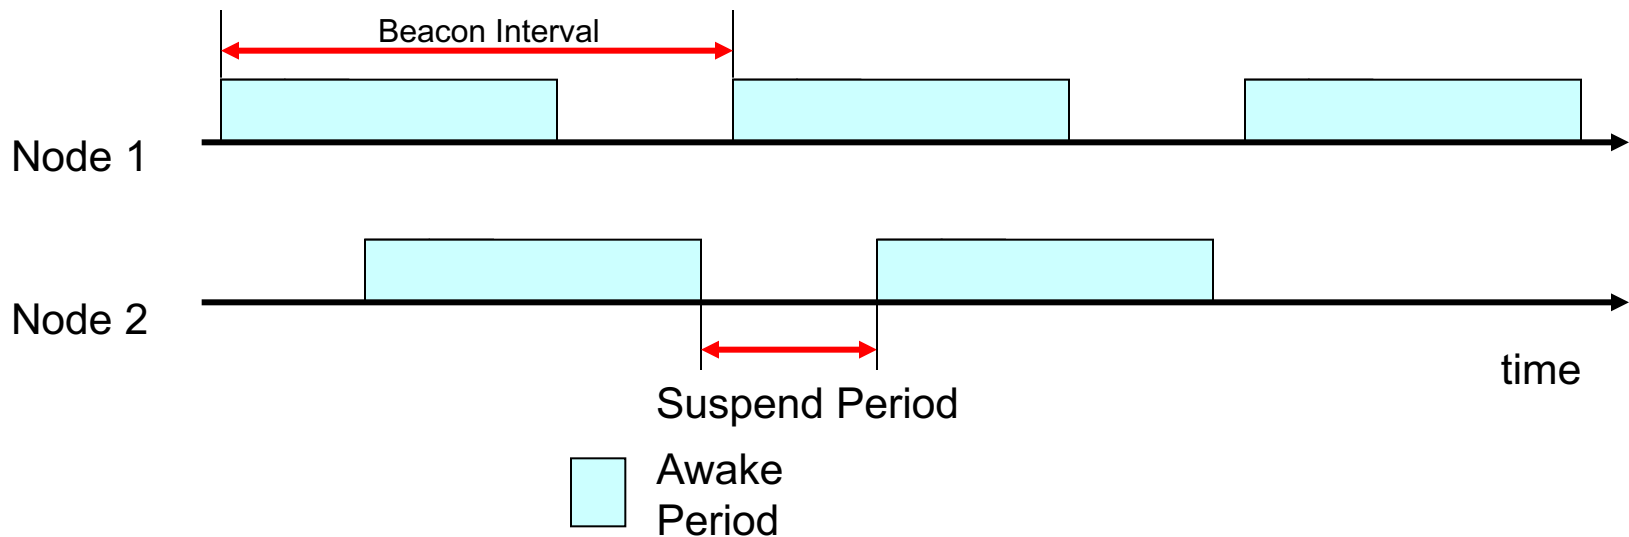 Beacon Interval
Node 1
Node 2
time
Suspend Period
Awake
Period